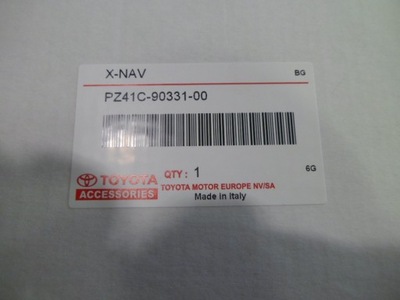 X-NAV BG
PZ41C-90331-00
QTY: 1 6G
TOYOTA
ACCESSORIES
TOYOTA MOTOR EUROPE NV/SA
Made in Italy